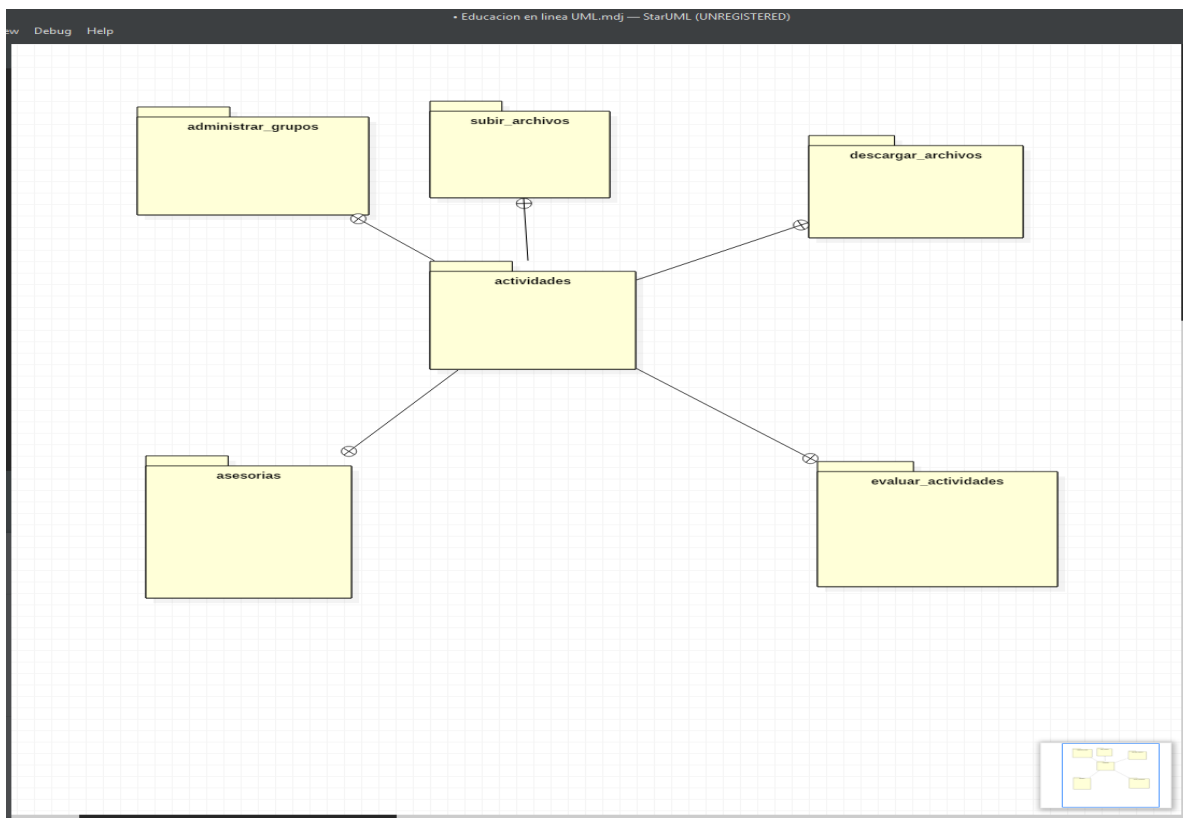 • Educacion en linea UML.mdj — StarUML (UNREGISTERED)
ew Debug Help
administrar_grupos
subir_archivos
descargar_archivos
actividades
asesorias
evaluar_actividades